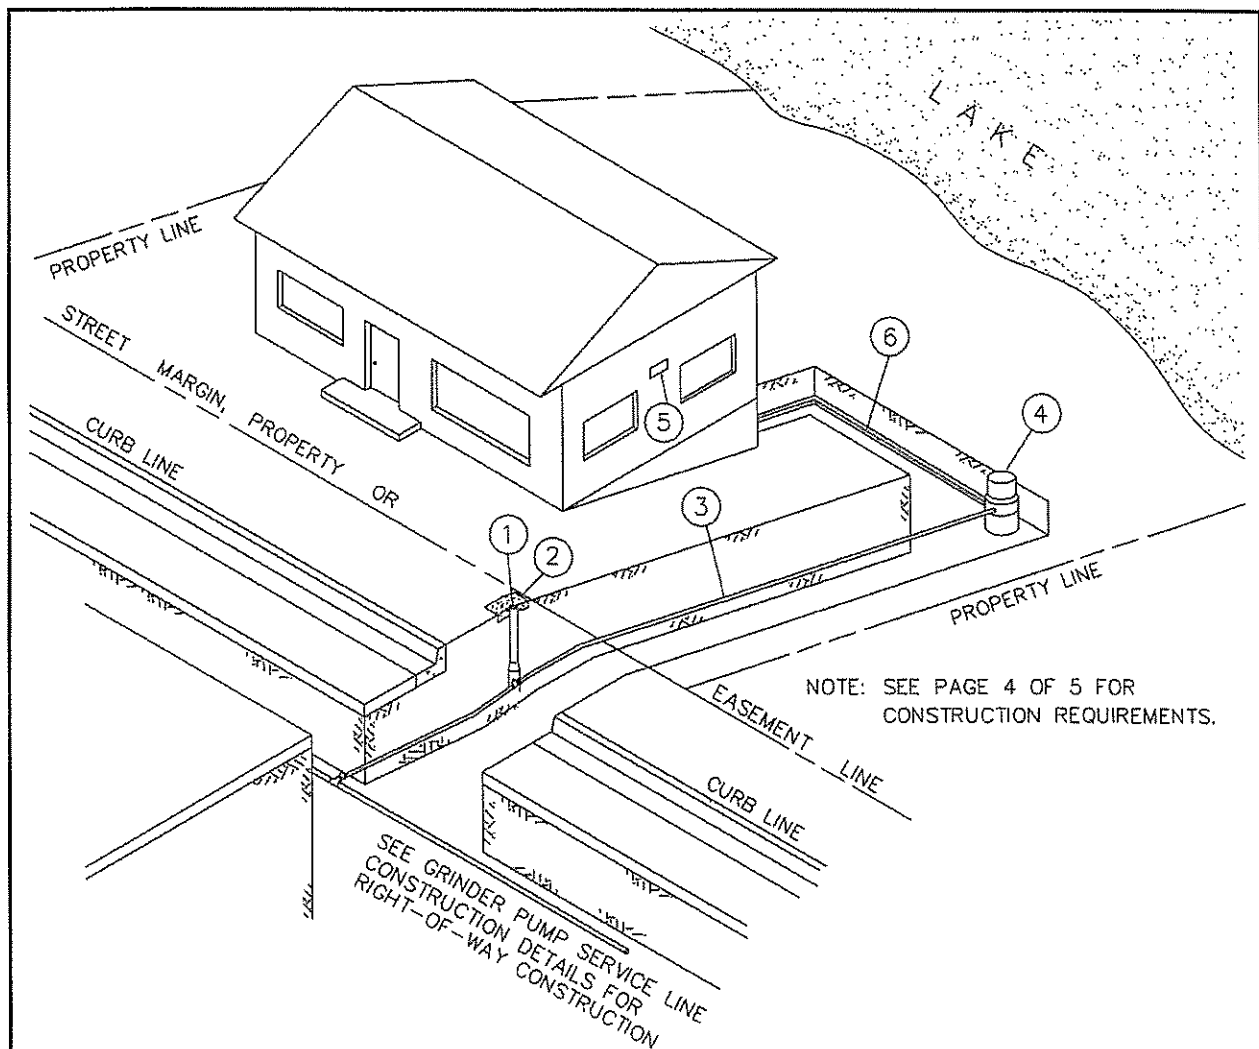 LAKE
PROPERTY LINE
STREET MARGIN, PROPERTY OR
EASEMENT LINE
CURB LINE
6
5
4
3
1
2
PROPERTY LINE
NOTE: SEE PAGE 4 OF 5 FOR
CONSTRUCTION REQUIREMENTS.
CURB LINE
SEE GRINDER PUMP SERVICE LINE
CONSTRUCTION DETAILS FOR
RIGHT-OF-WAY CONSTRUCTION